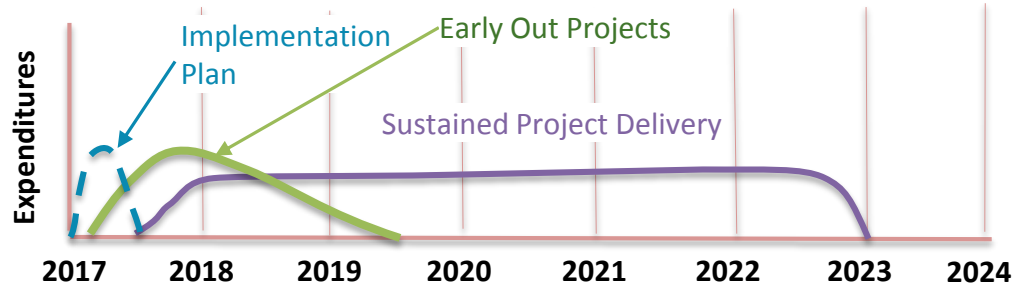 Implementation
Plan
Early Out Projects
Sustained Project Delivery
Expenditures
2017 2018 2019 2020 2021 2022 2023 2024